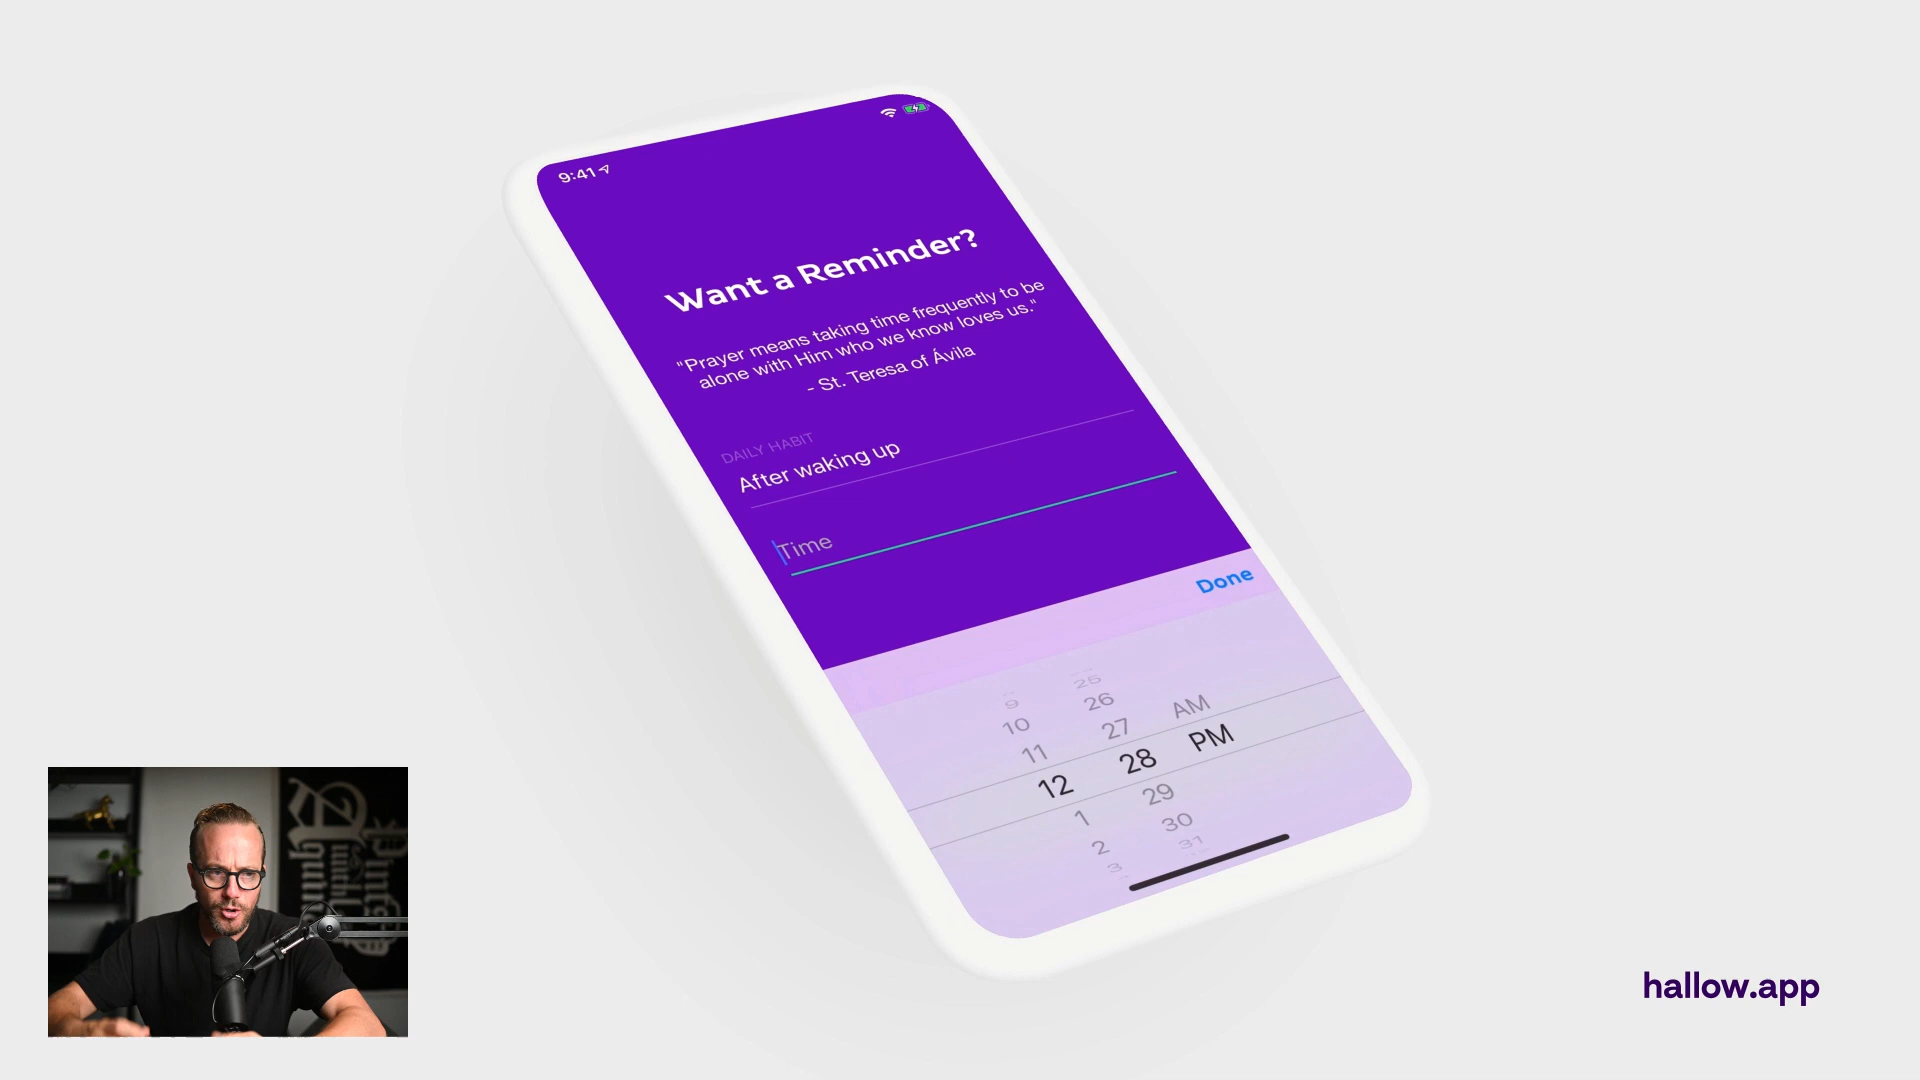 9:41
Want a Reminder?
"Prayer means taking time frequently to be
alone with Him who we know loves us."
- St. Teresa of Ávila
DAILY HABIT
After waking up
Time
Done
9 25
10 26
11 27 AM
12 28 PM
1 29
2 30
3 31
hallow.app